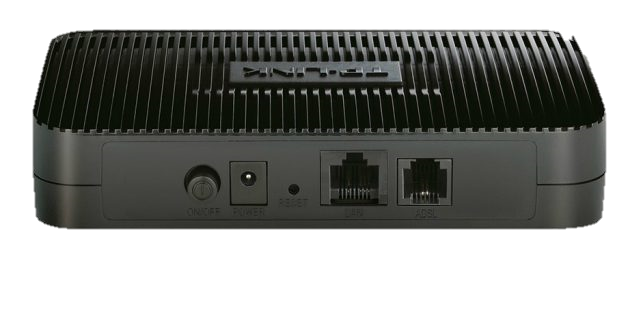 TP-LINK
ON/OFF POWER RESET LAN ADSL